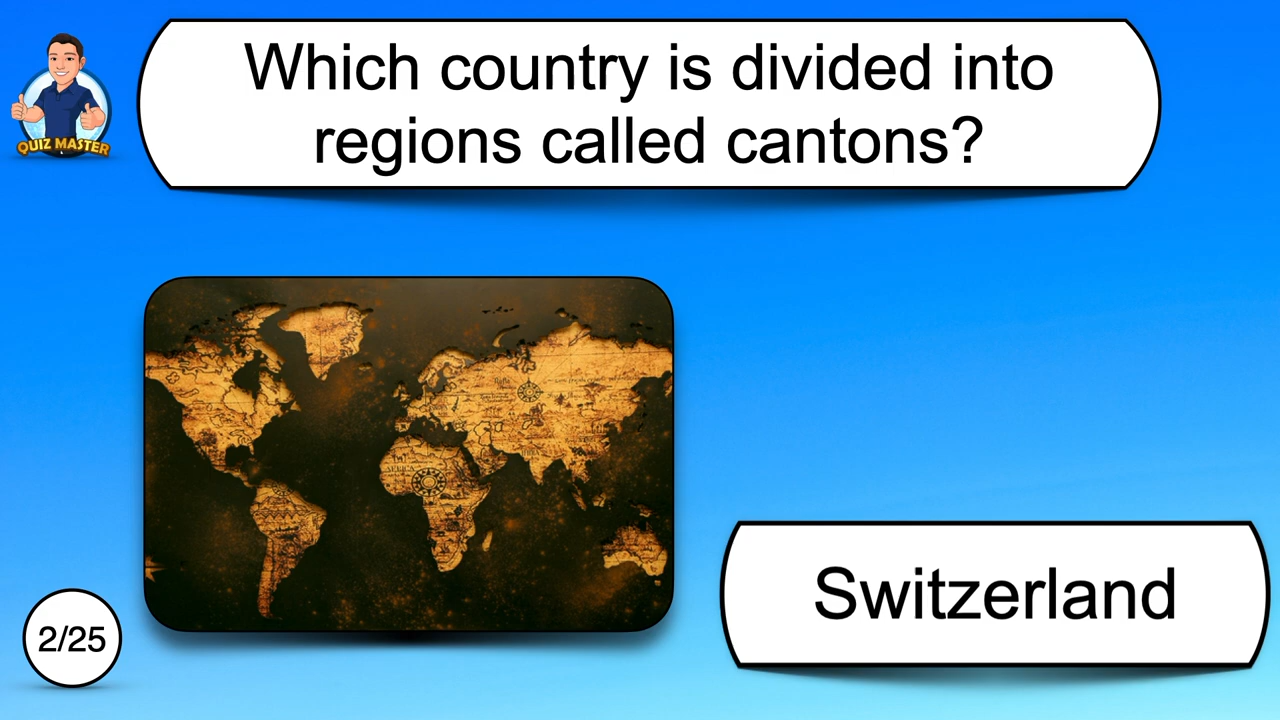 Which country is divided into
regions called cantons?
QUIZ MASTER
Switzerland
2/25